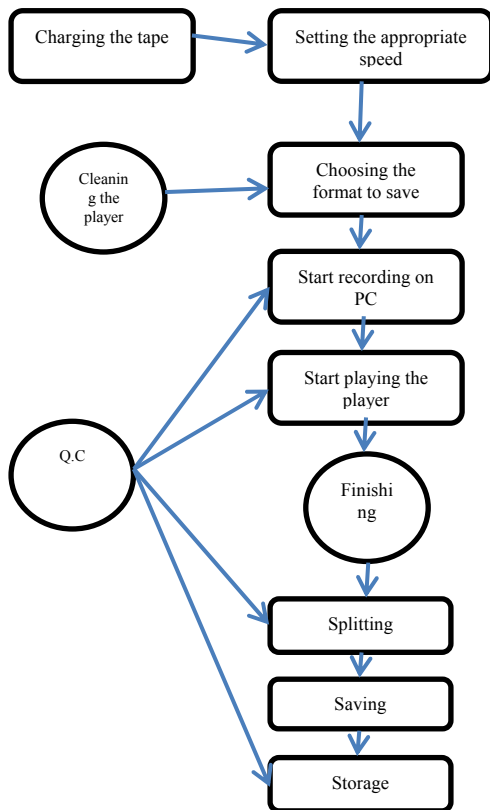 Charging the tape
Setting the appropriate
speed
Cleanin
g the
player
Choosing the
format to save
Start recording on
PC
Start playing the
player
Q.C
Finishi
ng
Splitting
Saving
Storage